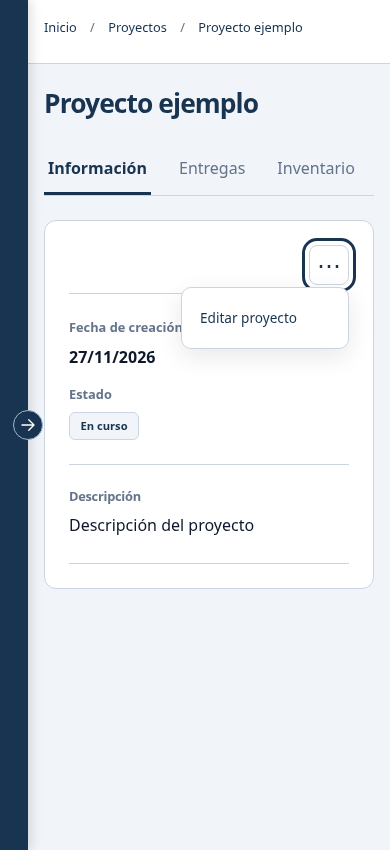 Inicio / Proyectos / Proyecto ejemplo
Proyecto ejemplo
Información Entregas Inventario
...
Editar proyecto
Fecha de creación
27/11/2026
Estado
En curso
Descripción
Descripción del proyecto